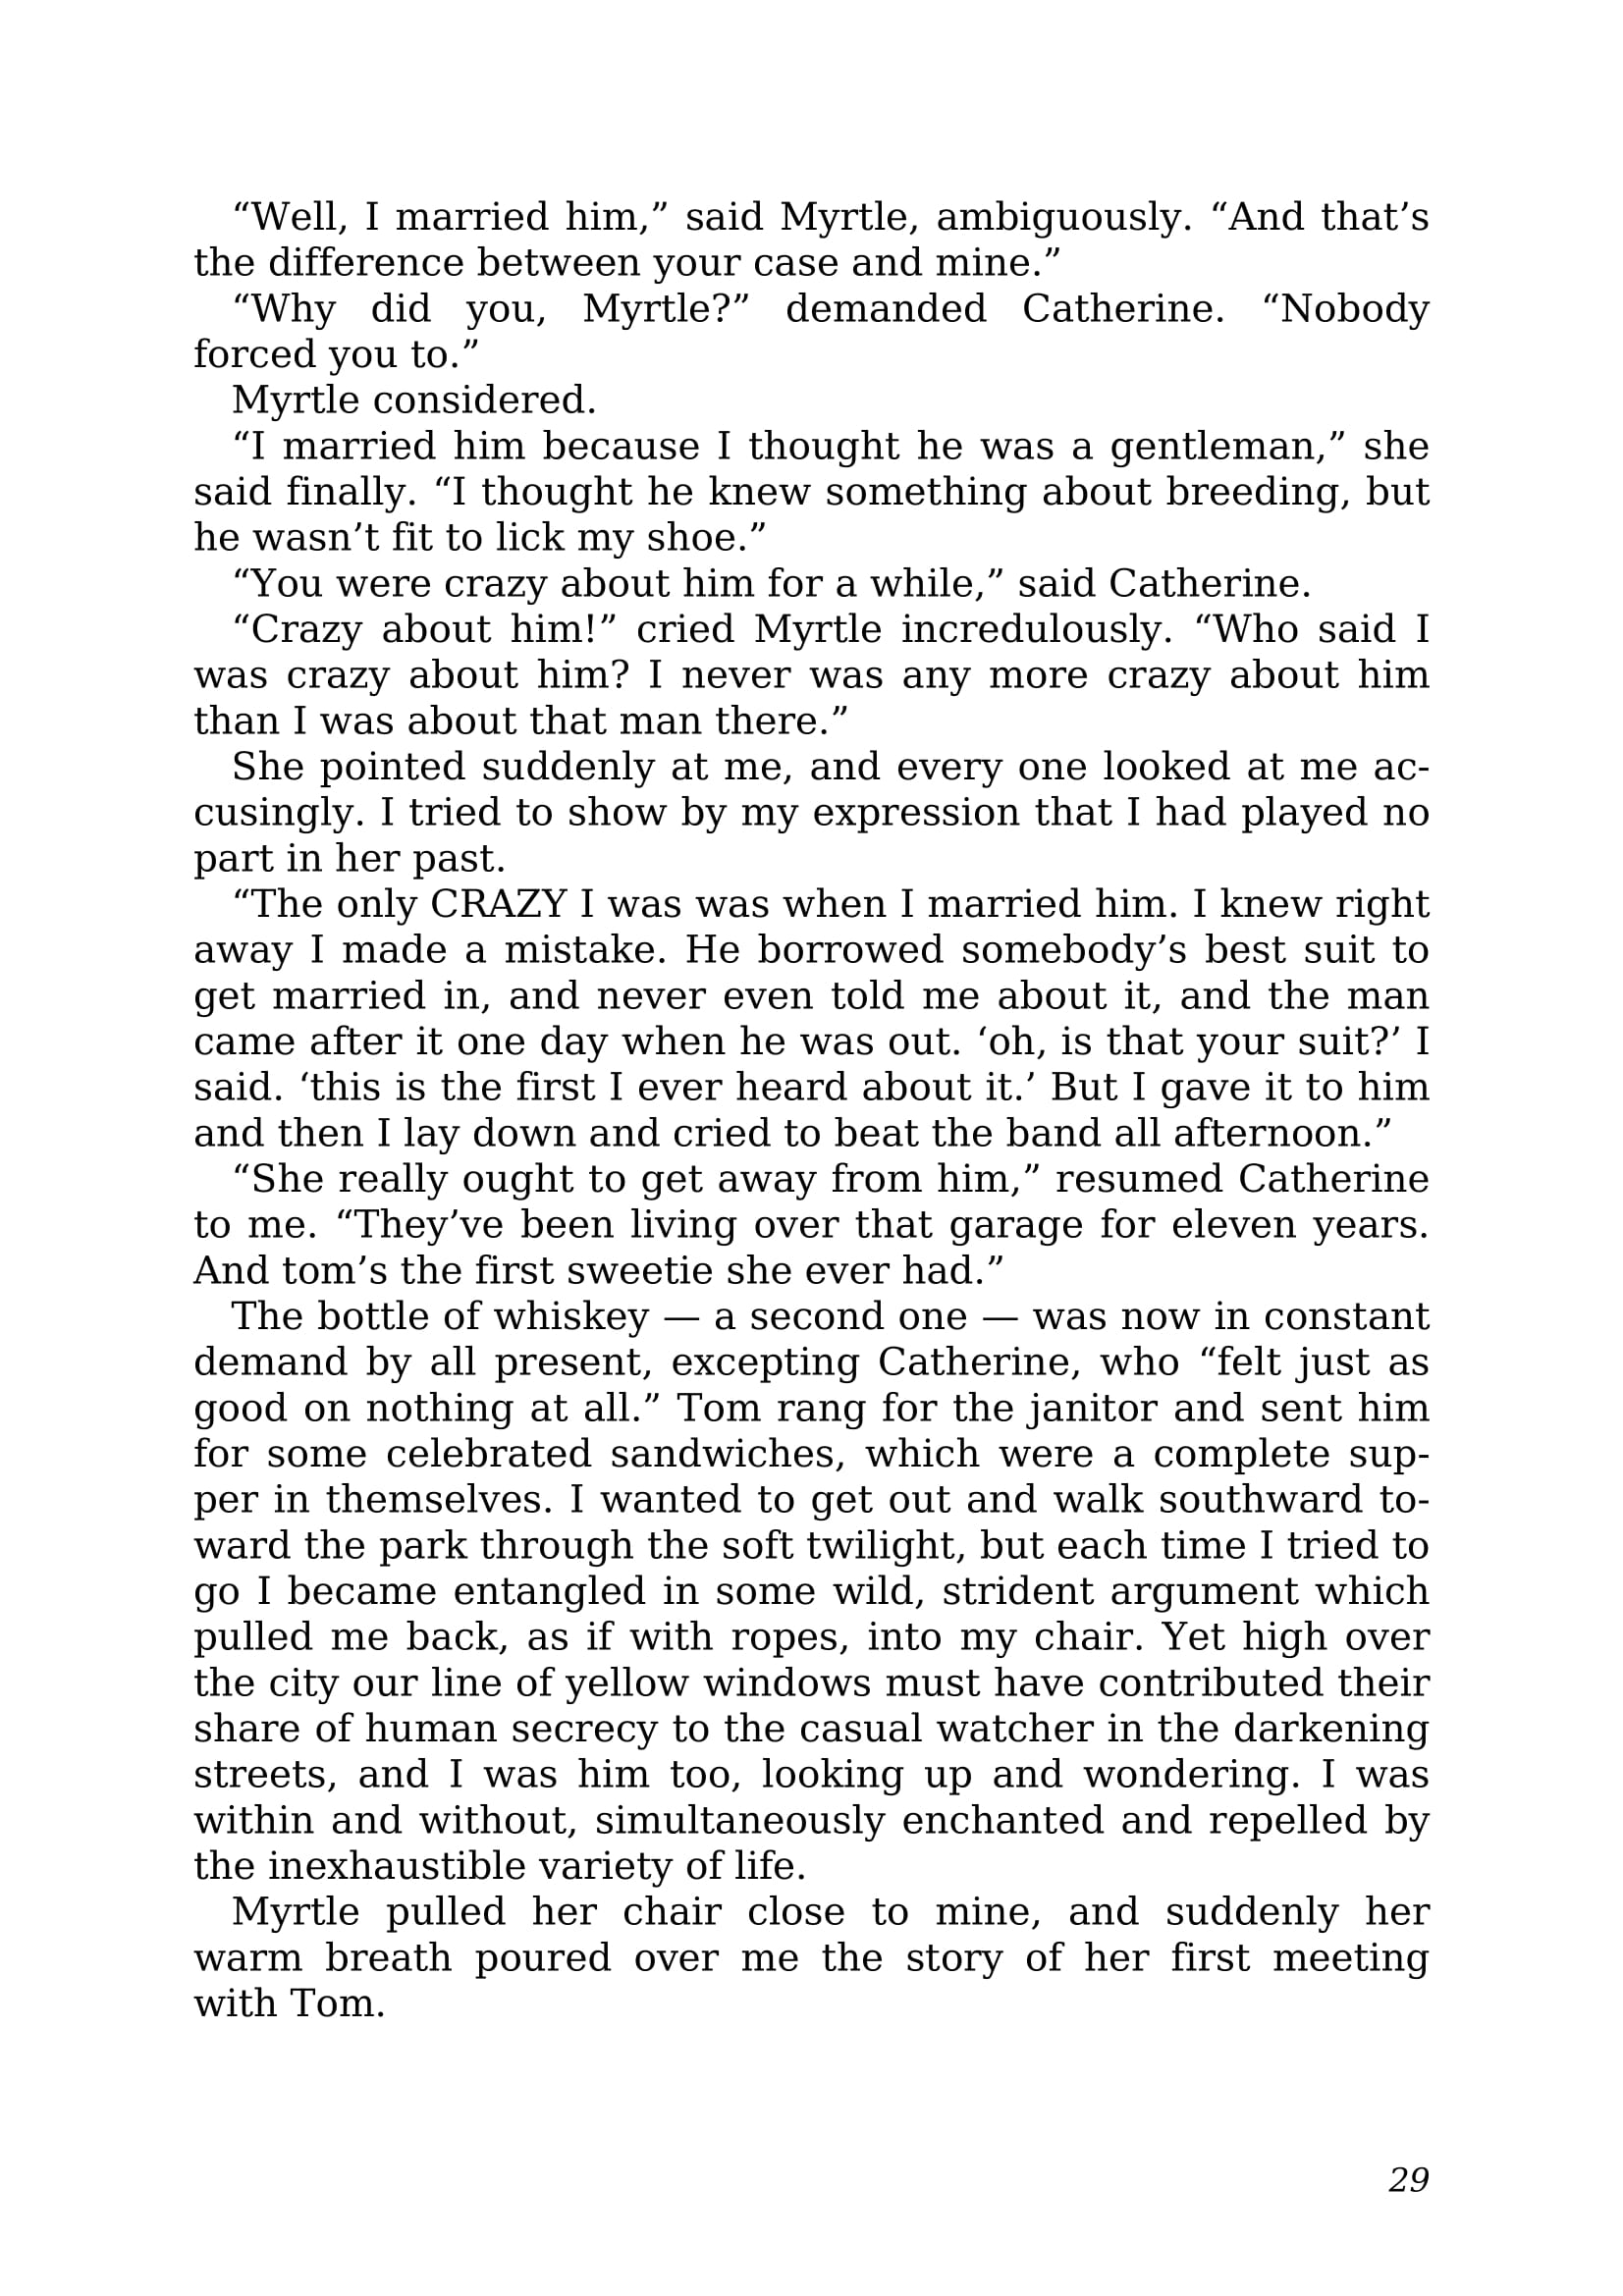 “Well, I married him,” said Myrtle, ambiguously. “And that’s
the difference between your case and mine.”
“Why did you, Myrtle?” demanded Catherine. “Nobody
forced you to.”
Myrtle considered.
“I married him because I thought he was a gentleman,” she
said finally. “I thought he knew something about breeding, but
he wasn’t fit to lick my shoe.”
“You were crazy about him for a while,” said Catherine.
“Crazy about him!” cried Myrtle incredulously. “Who said I
was crazy about him? I never was any more crazy about him
than I was about that man there.”
She pointed suddenly at me, and every one looked at me ac-
cusingly. I tried to show by my expression that I had played no
part in her past.
“The only CRAZY I was was when I married him. I knew right
away I made a mistake. He borrowed somebody’s best suit to
get married in, and never even told me about it, and the man
came after it one day when he was out. ‘oh, is that your suit?’ I
said. ‘this is the first I ever heard about it.’ But I gave it to him
and then I lay down and cried to beat the band all afternoon.”
“She really ought to get away from him,” resumed Catherine
to me. “They’ve been living over that garage for eleven years.
And tom’s the first sweetie she ever had.”
The bottle of whiskey — a second one — was now in constant
demand by all present, excepting Catherine, who “felt just as
good on nothing at all.” Tom rang for the janitor and sent him
for some celebrated sandwiches, which were a complete sup-
per in themselves. I wanted to get out and walk southward to-
ward the park through the soft twilight, but each time I tried to
go I became entangled in some wild, strident argument which
pulled me back, as if with ropes, into my chair. Yet high over
the city our line of yellow windows must have contributed their
share of human secrecy to the casual watcher in the darkening
streets, and I was him too, looking up and wondering. I was
within and without, simultaneously enchanted and repelled by
the inexhaustible variety of life.
Myrtle pulled her chair close to mine, and suddenly her
warm breath poured over me the story of her first meeting
with Tom.
29